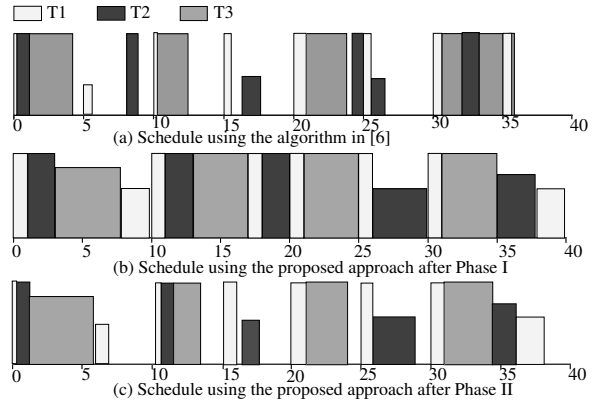 T1 T2 T3
0 5 10 15 20 25 30 35 40
(a) Schedule using the algorithm in [6]
0 5 10 15 20 25 30 35 40
(b) Schedule using the proposed approach after Phase I
0 5 10 15 20 25 30 35 40
(c) Schedule using the proposed approach after Phase II